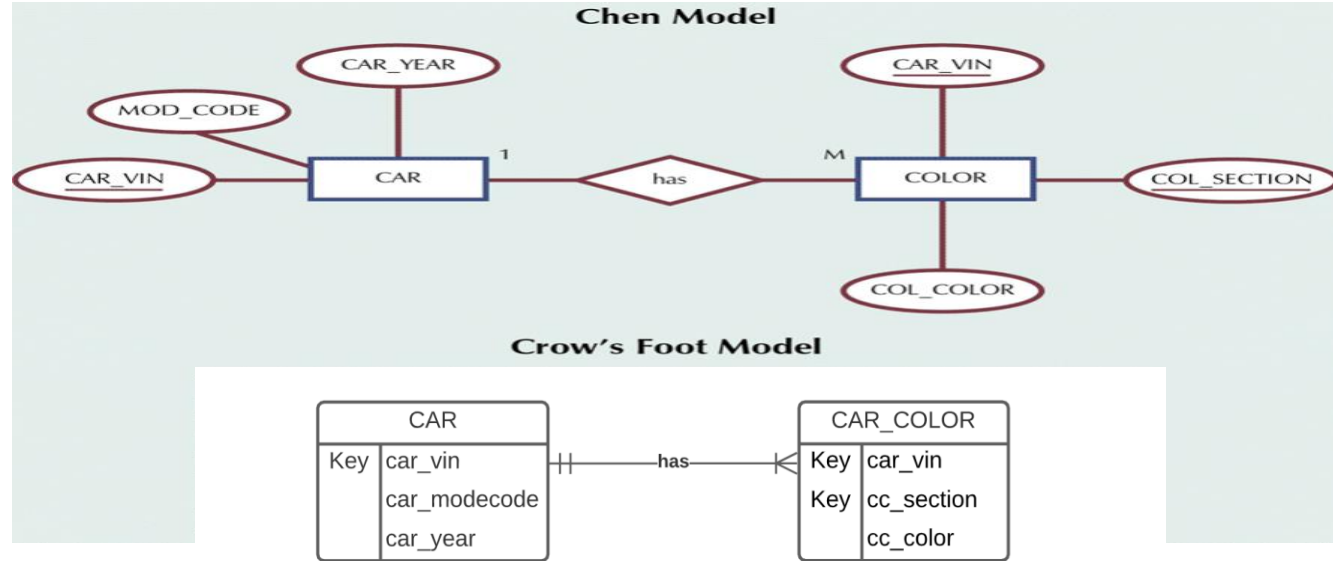 Chen Model
CAR_YEAR
CAR_VIN
MOD_CODE
1
M
CAR_VIN
CAR
has
COLOR
COL_SECTION
COL_COLOR
Crow's Foot Model
CAR
Key car_vin
car_modecode
car_year
has
CAR_COLOR
Key car_vin
Key cc_section
cc_color